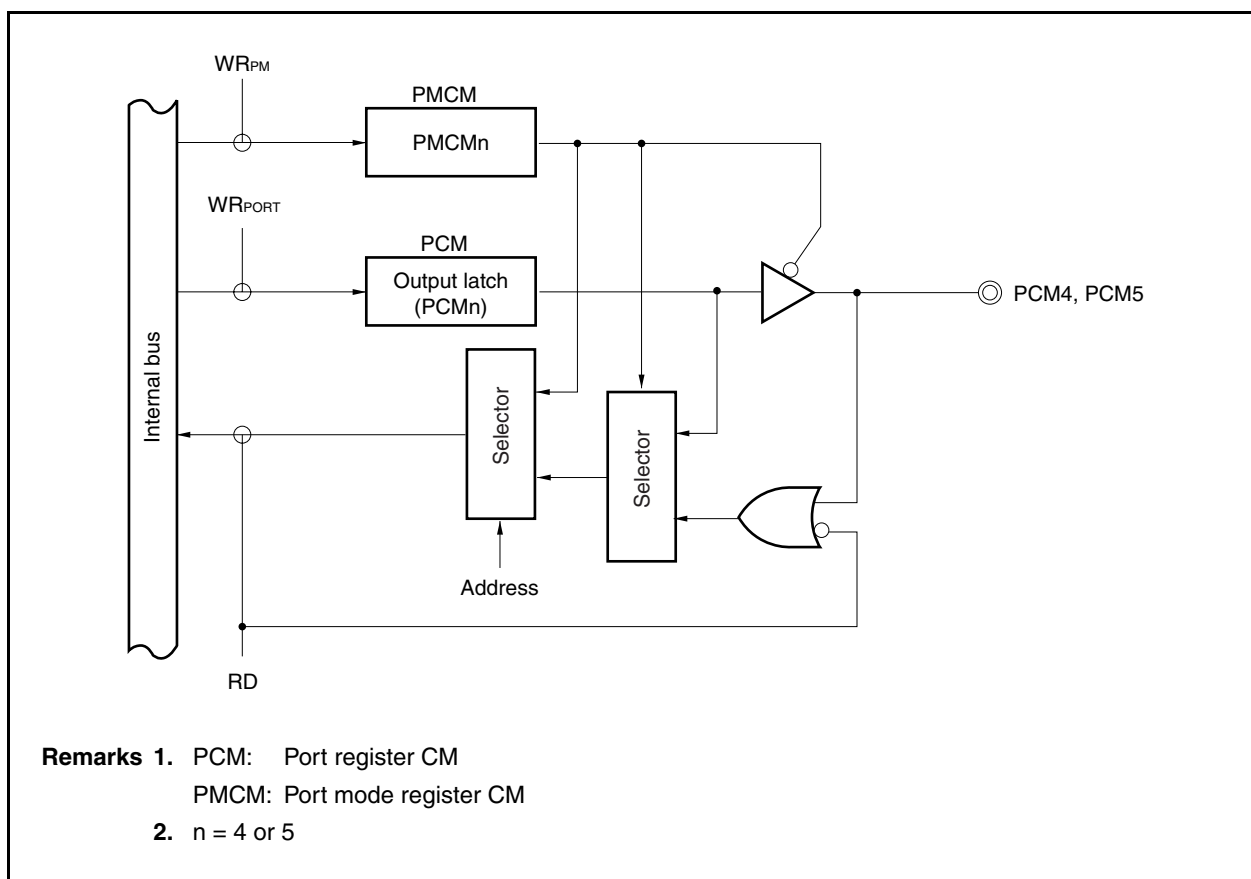 WRPM
PMCM
PMCMn
WRPORT
PCM
Output latch
(PCMn)
PCM4, PCM5
Internal bus
Selector
Selector
Address
RD
Remarks 1. PCM: Port register CM
PMCM: Port mode register CM
2. n = 4 or 5